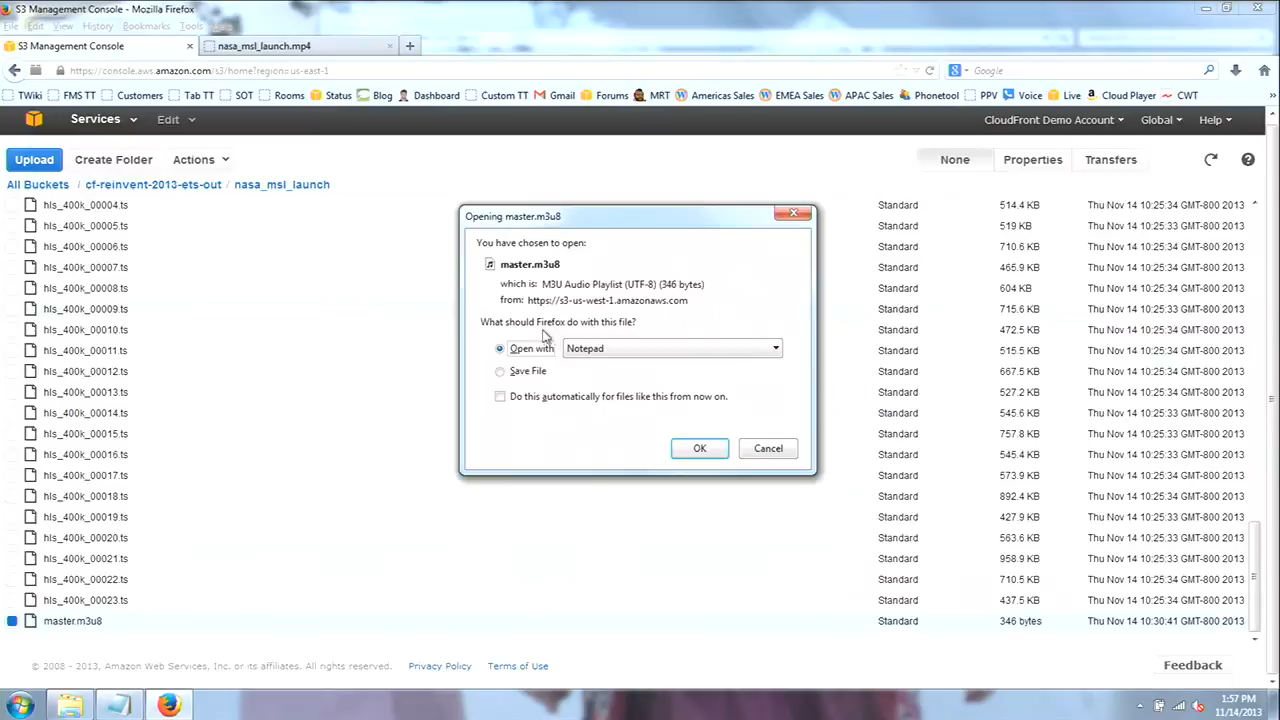 S3 Management Console - Mozilla Firefox
File Edit View History Bookmarks Tools Help
S3 Management Console × nasa_msl_launch.mp4 × +
https://console.aws.amazon.com/s3/home?region=us-east-1 Google
TWiki FMS TT Customers Tab TT SOT Rooms Status Blog Dashboard Custom TT Gmail Forums MRT Americas Sales EMEA Sales APAC Sales Phonetool PPV Voice Live Cloud Player CWT »
Services Edit CloudFront Demo Account Global Help
Upload Create Folder Actions None Properties Transfers
All Buckets / cf-reinvent-2013-ets-out / nasa_msl_launch
hls_400k_00004.ts Standard 514.4 KB Thu Nov 14 10:25:34 GMT-800 2013
hls_400k_00005.ts Standard 519 KB Thu Nov 14 10:25:33 GMT-800 2013
hls_400k_00006.ts Standard 710.6 KB Thu Nov 14 10:25:34 GMT-800 2013
hls_400k_00007.ts Standard 465.9 KB Thu Nov 14 10:25:34 GMT-800 2013
hls_400k_00008.ts Standard 604 KB Thu Nov 14 10:25:34 GMT-800 2013
hls_400k_00009.ts Standard 715.6 KB Thu Nov 14 10:25:34 GMT-800 2013
hls_400k_00010.ts Standard 472.5 KB Thu Nov 14 10:25:34 GMT-800 2013
hls_400k_00011.ts Standard 515.5 KB Thu Nov 14 10:25:34 GMT-800 2013
hls_400k_00012.ts Standard 667.5 KB Thu Nov 14 10:25:34 GMT-800 2013
hls_400k_00013.ts Standard 527.2 KB Thu Nov 14 10:25:34 GMT-800 2013
hls_400k_00014.ts Standard 545.6 KB Thu Nov 14 10:25:34 GMT-800 2013
hls_400k_00015.ts Standard 757.8 KB Thu Nov 14 10:25:34 GMT-800 2013
hls_400k_00016.ts Standard 545.4 KB Thu Nov 14 10:25:34 GMT-800 2013
hls_400k_00017.ts Standard 573.9 KB Thu Nov 14 10:25:34 GMT-800 2013
hls_400k_00018.ts Standard 892.4 KB Thu Nov 14 10:25:34 GMT-800 2013
hls_400k_00019.ts Standard 427.9 KB Thu Nov 14 10:25:33 GMT-800 2013
hls_400k_00020.ts Standard 563.6 KB Thu Nov 14 10:25:34 GMT-800 2013
hls_400k_00021.ts Standard 958.9 KB Thu Nov 14 10:25:33 GMT-800 2013
hls_400k_00022.ts Standard 710.5 KB Thu Nov 14 10:25:34 GMT-800 2013
hls_400k_00023.ts Standard 437.5 KB Thu Nov 14 10:25:34 GMT-800 2013
master.m3u8 Standard 346 bytes Thu Nov 14 10:30:41 GMT-800 2013
Opening master.m3u8
You have chosen to open:
master.m3u8
which is: M3U Audio Playlist (UTF-8) (346 bytes)
from: https://s3-us-west-1.amazonaws.com
What should Firefox do with this file?
Open with Notepad
Save File
Do this automatically for files like this from now on.
OK Cancel
© 2008 - 2013, Amazon Web Services, Inc. or its affiliates. All rights reserved. Privacy Policy Terms of Use Feedback
1:57 PM
11/14/2013